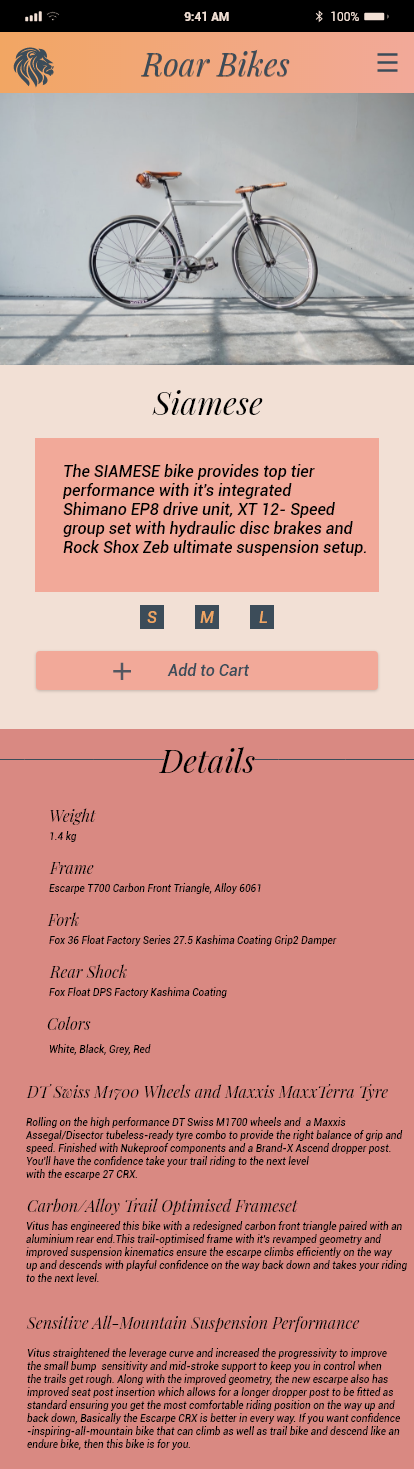 9:41 AM
100%
Roar Bikes
Siamese
The SIAMESE bike provides top tier
performance with it's integrated
Shimano EP8 drive unit, XT 12- Speed
group set with hydraulic disc brakes and
Rock Shox Zeb ultimate suspension setup.
S M L
Add to Cart
Details
Weight
1.4 kg
Frame
Escarpe T700 Carbon Front Triangle, Alloy 6061
Fork
Fox 36 Float Factory Series 27.5 Kashima Coating Grip2 Damper
Rear Shock
Fox Float DPS Factory Kashima Coating
Colors
White, Black, Grey, Red
DT Swiss M1700 Wheels and Maxxis MaxxTerra Tyre
Rolling on the high performance DT Swiss M1700 wheels and a Maxxis
Assegal/Disector tubeless-ready tyre combo to provide the right balance of grip and
speed. Finished with Nukeproof components and a Brand-X Ascend dropper post.
You'll have the confidence take your trail riding to the next level
with the escarpe 27 CRX.
Carbon/Alloy Trail Optimised Frameset
Vitus has engineered this bike with a redesigned carbon front triangle paired with an
aluminium rear end.This trail-optimised frame with it's revamped geometry and
improved suspension kinematics ensure the escarpe climbs efficiently on the way
up and descends with playful confidence on the way back down and takes your riding
to the next level.
Sensitive All-Mountain Suspension Performance
Vitus straightened the leverage curve and increased the progressivity to improve
the small bump sensitivity and mid-stroke support to keep you in control when
the trails get rough. Along with the improved geometry, the new escarpe also has
improved seat post insertion which allows for a longer dropper post to be fitted as
standard ensuring you get the most comfortable riding position on the way up and
back down, Basically the Escarpe CRX is better in every way. If you want confidence
-inspiring-all-mountain bike that can climb as well as trail bike and descend like an
endure bike, then this bike is for you.